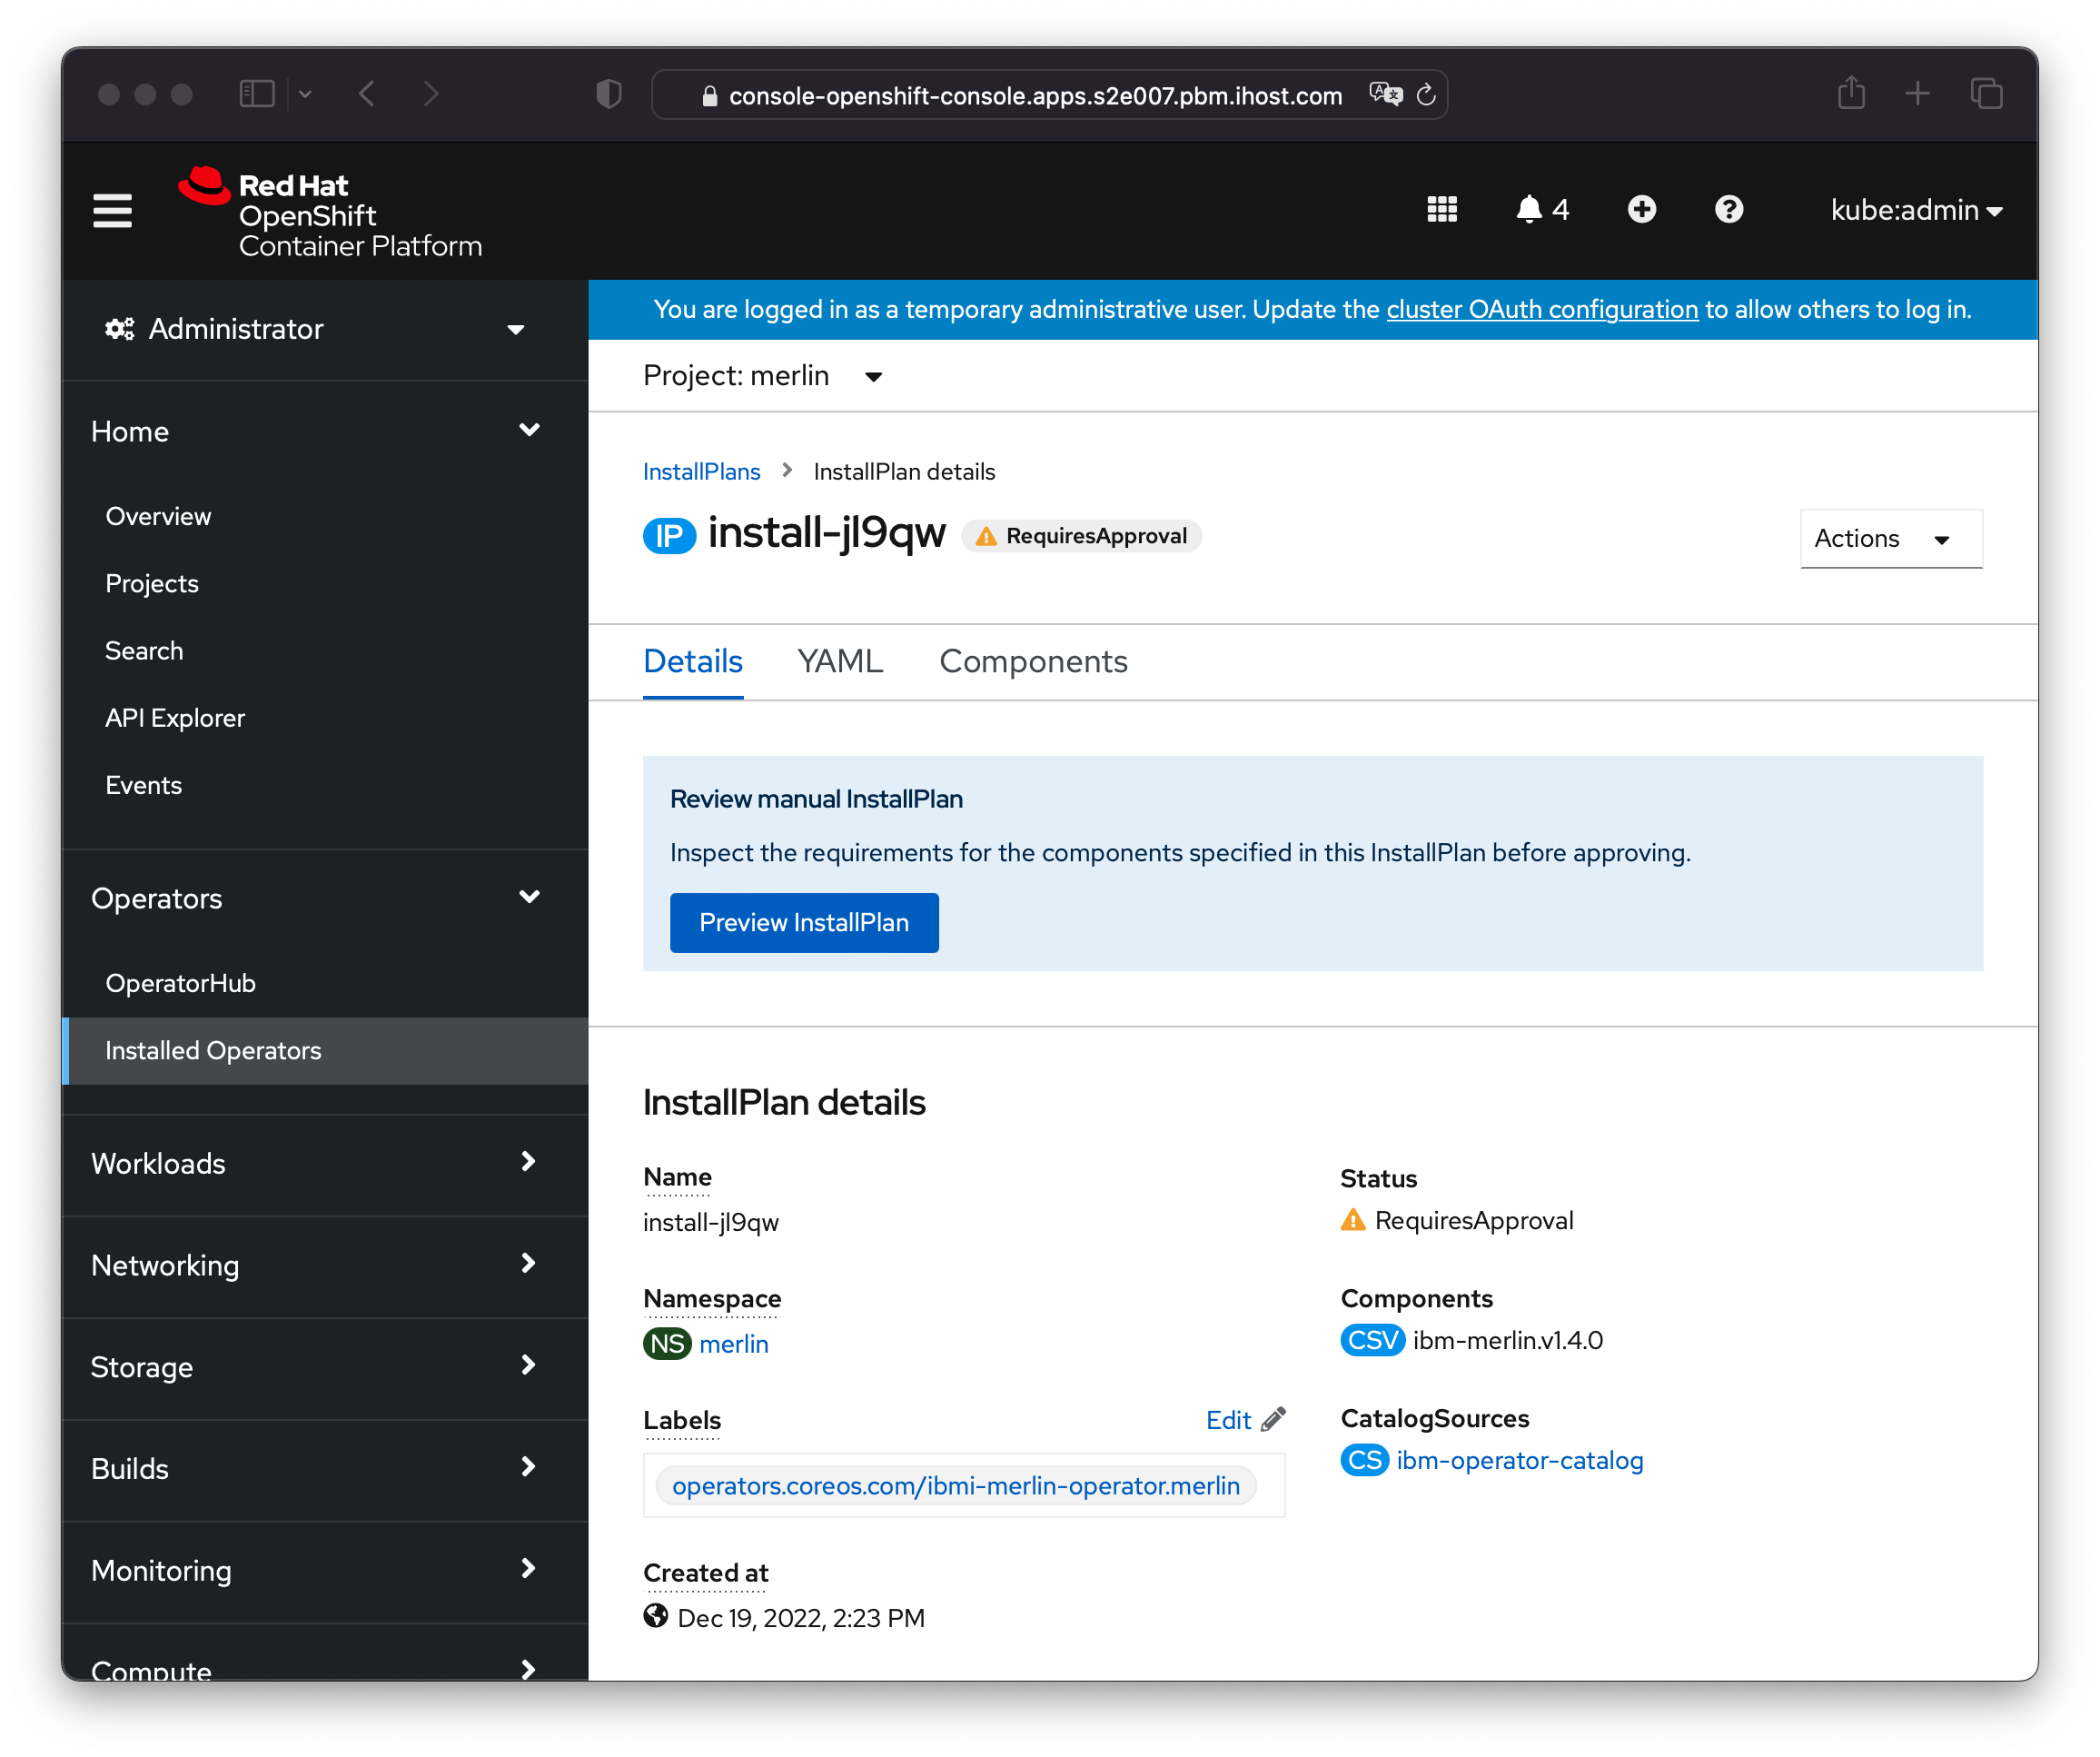 console-openshift-console.apps.s2e007.pbm.ihost.com
Red Hat
OpenShift
Container Platform
4
kube:admin
Administrator
You are logged in as a temporary administrative user. Update the cluster OAuth configuration to allow others to log in.
Project: merlin
Home
Overview
Projects
Search
API Explorer
Events
Operators
OperatorHub
Installed Operators
Workloads
Networking
Storage
Builds
Monitoring
Compute
InstallPlans > InstallPlan details
IP install-jl9qw RequiresApproval
Actions
Details YAML Components
Review manual InstallPlan
Inspect the requirements for the components specified in this InstallPlan before approving.
Preview InstallPlan
InstallPlan details
Name
install-jl9qw
Namespace
NS merlin
Labels Edit
operators.coreos.com/ibmi-merlin-operator.merlin
Created at
Dec 19, 2022, 2:23 PM
Status
RequiresApproval
Components
CSV ibm-merlin.v1.4.0
CatalogSources
CS ibm-operator-catalog